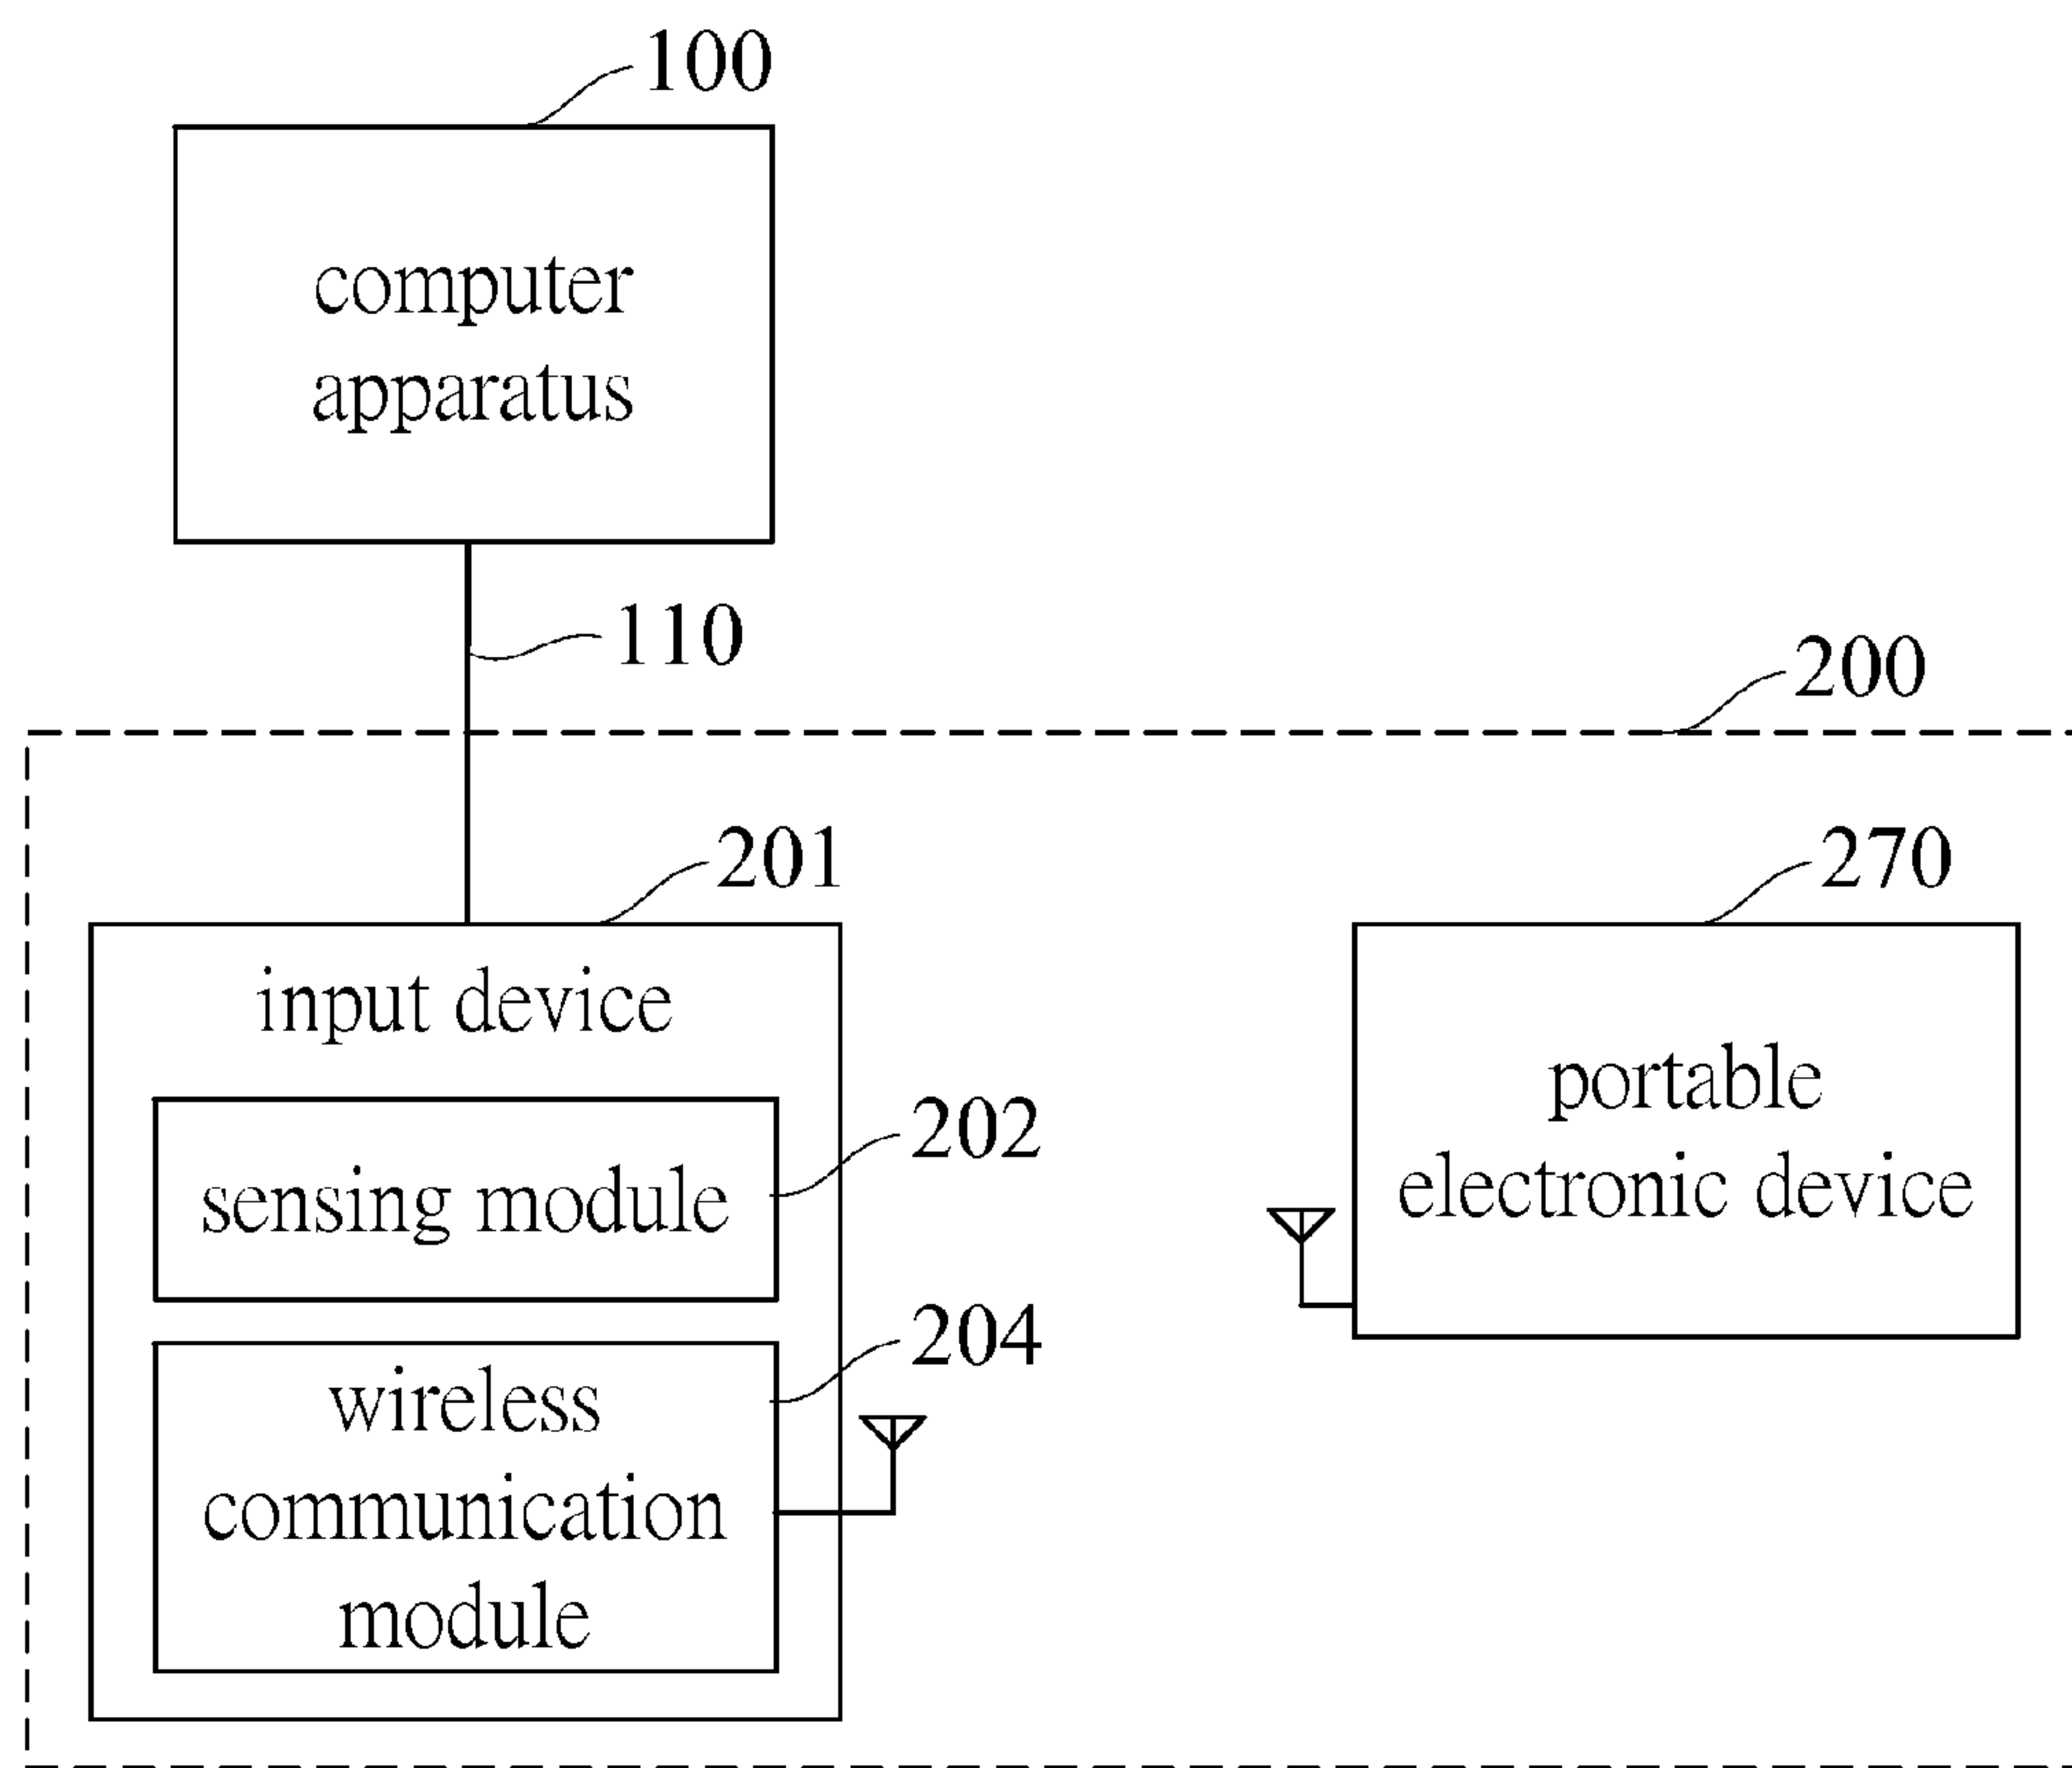 100
computer
apparatus
110
200
201
270
input device
portable
electronic device
202
sensing module
204
wireless
communication
module